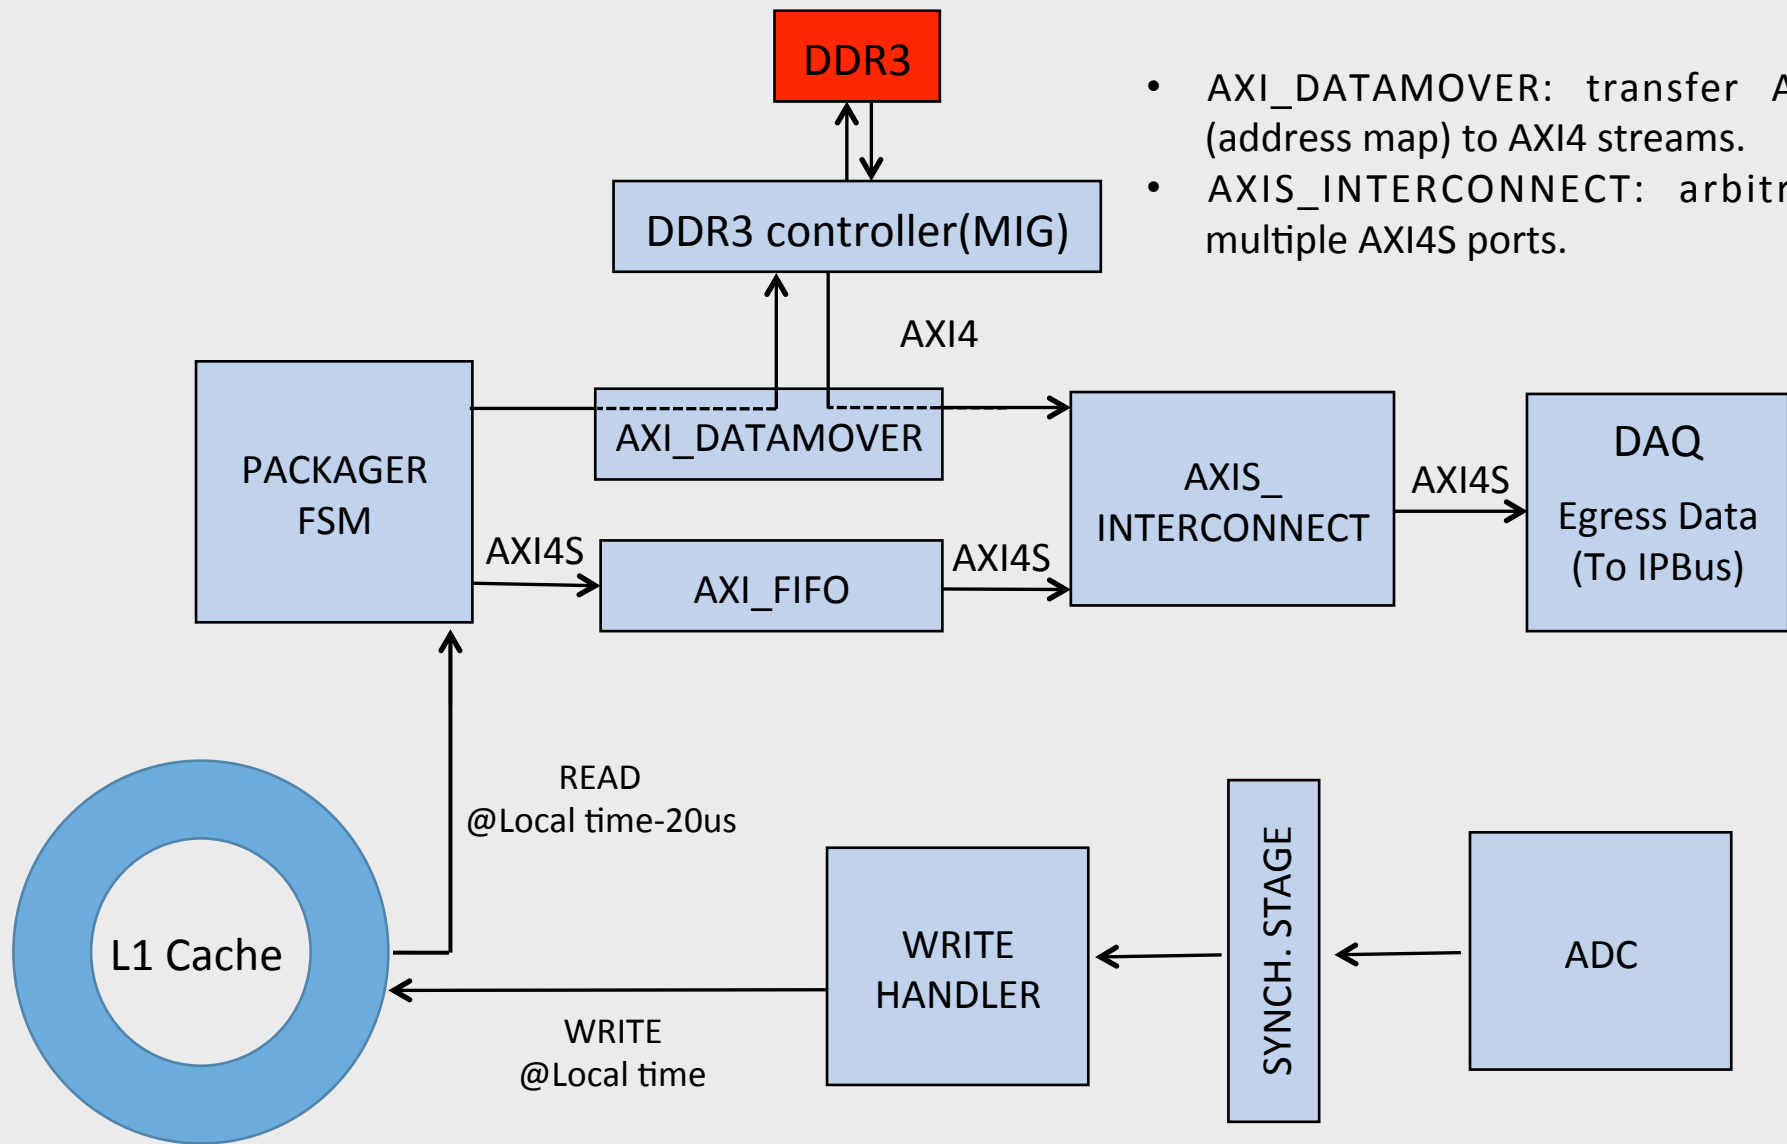 DDR3
• AXI_DATAMOVER: transfer
(address map) to AXI4 streams.
• AXIS_INTERCONNECT:
multiple AXI4S ports.
DDR3 controller(MIG)
AXI4
PACKAGER
FSM
AXI_DATAMOVER
AXI4S
AXI_FIFO
AXI4S
AXIS_
INTERCONNECT
AXI4S
DAQ
Egress Data
(To IPBus)
READ
@Local time-20us
L1 Cache
WRITE
@Local time
WRITE
HANDLER
SYNCH. STAGE
ADC